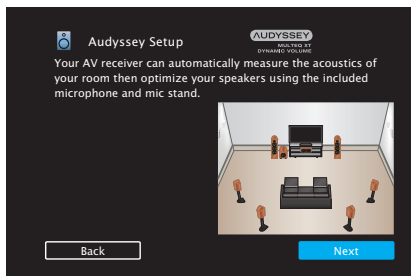 Audyssey Setup
AUDYSSEY
MULTEQ XT
DYNAMIC VOLUME
Your AV receiver can automatically measure the acoustics of
your room then optimize your speakers using the included
microphone and mic stand.
Back
Next